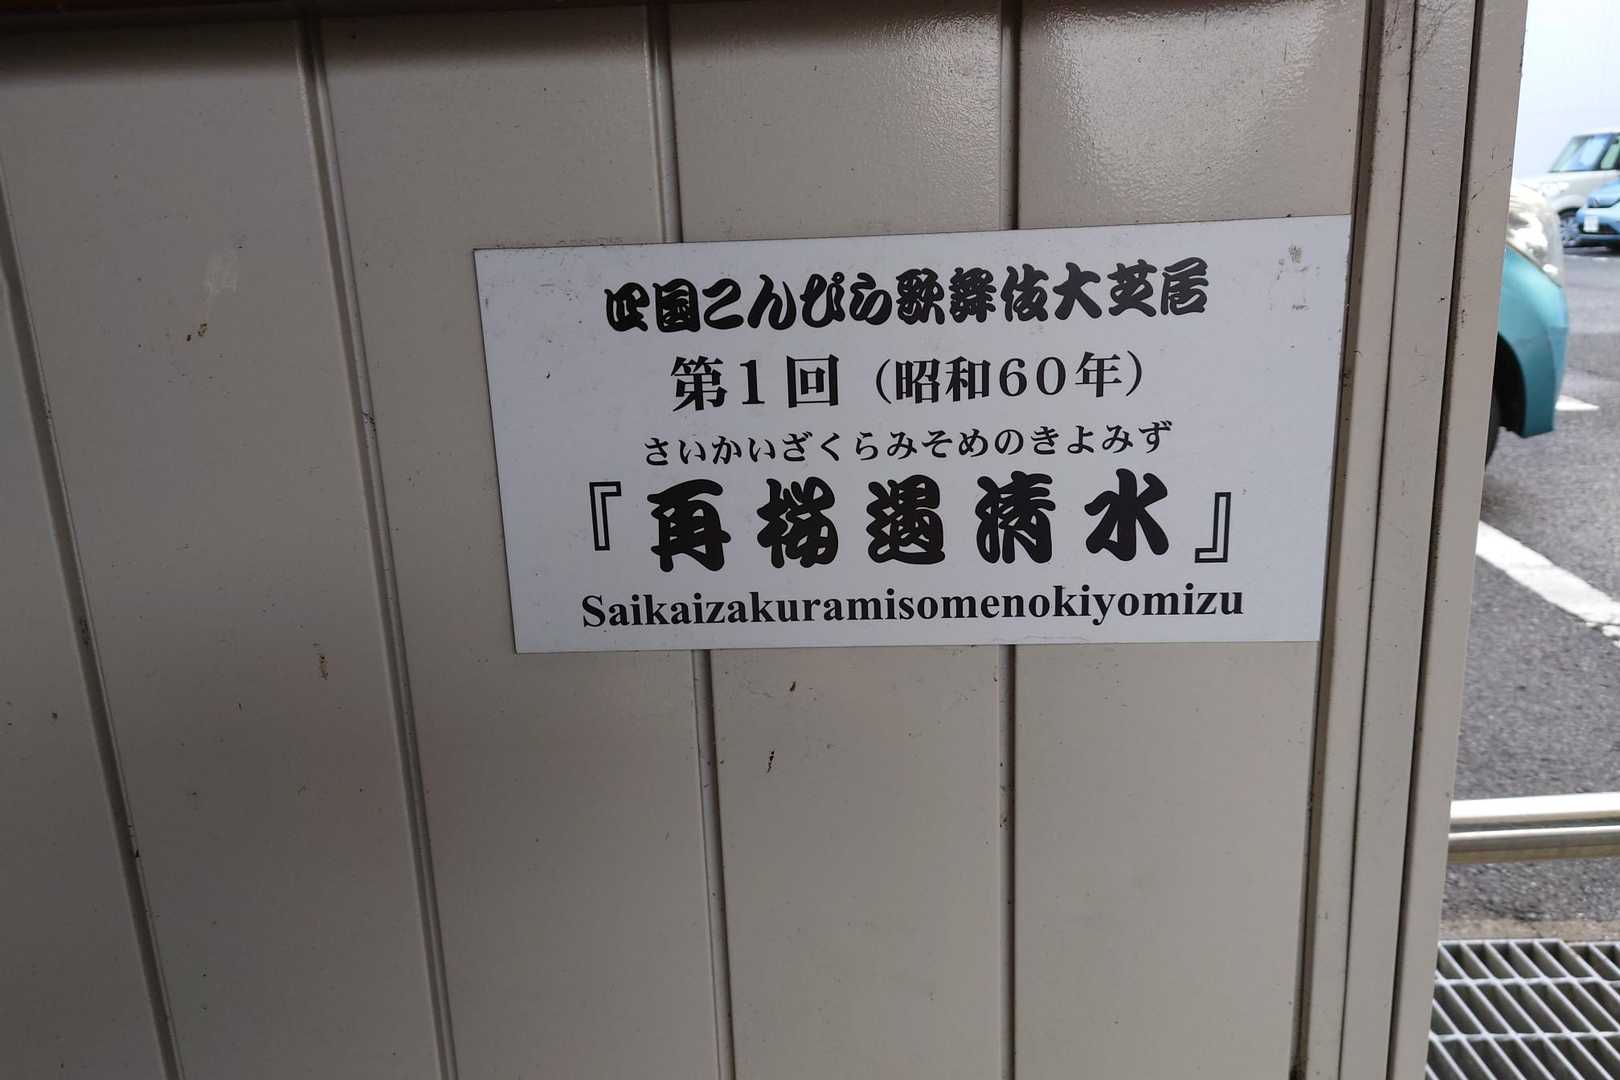 四国こんぴら歌舞伎大芝居
第１回（昭和６０年）
さいかいざくらみそめのきよみず
『再桜遇清水』
Saikaizakuramisomenokiyomizu